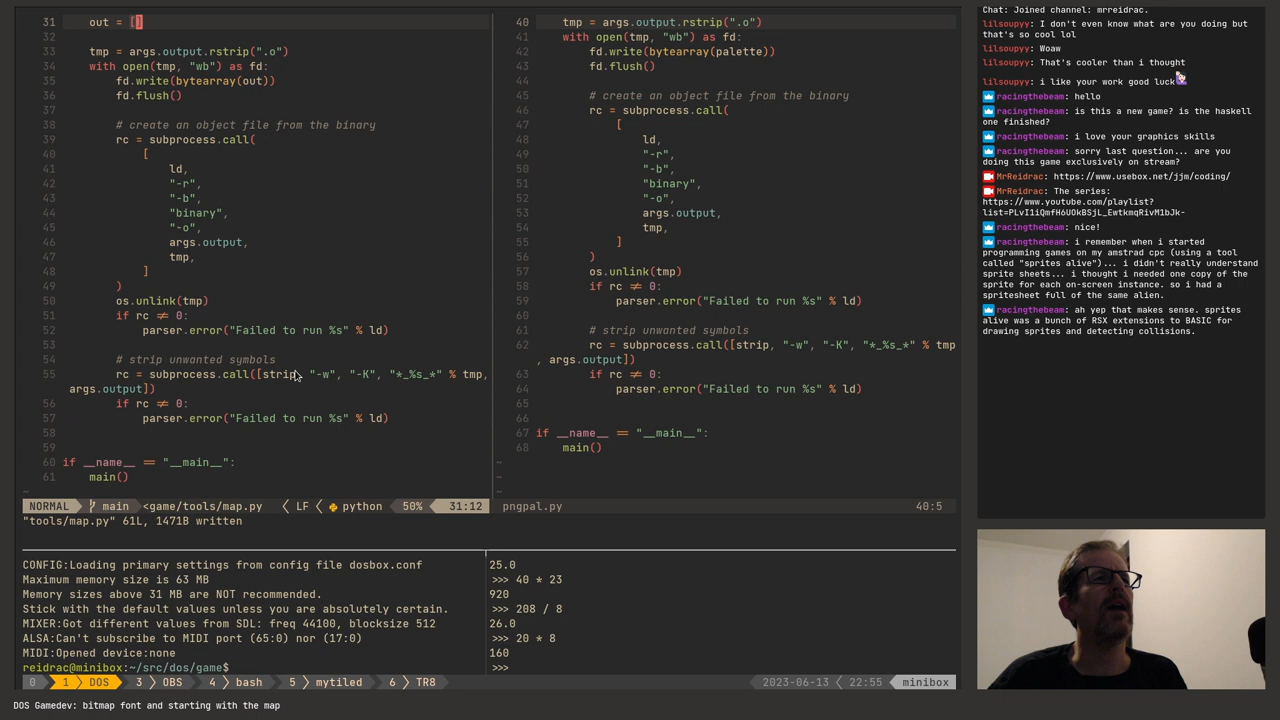 31     out = []
32
33     tmp = args.output.rstrip(".o")
34     with open(tmp, "wb") as fd:
35         fd.write(bytearray(out))
36         fd.flush()
37
38         # create an object file from the binary
39         rc = subprocess.call(
40             [
41                 ld,
42                 "-r",
43                 "-b",
44                 "binary",
45                 "-o",
46                 args.output,
47                 tmp,
48             ]
49         )
50         os.unlink(tmp)
51         if rc ≠ 0:
52             parser.error("Failed to run %s" % ld)
53
54         # strip unwanted symbols
55         rc = subprocess.call([strip, "-w", "-K", "*_%s_*" % tmp,
args.output])
56         if rc ≠ 0:
57             parser.error("Failed to run %s" % ld)
58
59
60 if __name__ == "__main__":
61     main()
~
NORMAL main <game/tools/map.py LF python 50% 31:12
"tools/map.py" 61L, 1471B written
40     tmp = args.output.rstrip(".o")
41     with open(tmp, "wb") as fd:
42         fd.write(bytearray(palette))
43         fd.flush()
44
45         # create an object file from the binary
46         rc = subprocess.call(
47             [
48                 ld,
49                 "-r",
50                 "-b",
51                 "binary",
52                 "-o",
53                 args.output,
54                 tmp,
55             ]
56         )
57         os.unlink(tmp)
58         if rc ≠ 0:
59             parser.error("Failed to run %s" % ld)
60
61         # strip unwanted symbols
62         rc = subprocess.call([strip, "-w", "-K", "*_%s_*" % tmp
, args.output])
63         if rc ≠ 0:
64             parser.error("Failed to run %s" % ld)
65
66
67 if __name__ == "__main__":
68     main()
~
~
~
pngpal.py 40:5
CONFIG:Loading primary settings from config file dosbox.conf
Maximum memory size is 63 MB
Memory sizes above 31 MB are NOT recommended.
Stick with the default values unless you are absolutely certain.
MIXER:Got different values from SDL: freq 44100, blocksize 512
ALSA:Can't subscribe to MIDI port (65:0) nor (17:0)
MIDI:Opened device:none
reidrac@minibox:~/src/dos/game$
25.0
>>> 40 * 23
920
>>> 208 / 8
26.0
>>> 20 * 8
160
>>>
0 1 DOS 3 OBS 4 bash 5 mytiled 6 TR8 2023-06-13 22:55 minibox
DOS Gamedev: bitmap font and starting with the map
Chat: Joined channel: mrreidrac.
lilsoupyy: I don't even know what are you doing but
that's so cool lol
lilsoupyy: Woaw
lilsoupyy: That's cooler than i thought
lilsoupyy: i like your work good luck
racingthebeam: hello
racingthebeam: is this a new game? is the haskell
one finished?
racingthebeam: i love your graphics skills
racingthebeam: sorry last question... are you
doing this game exclusively on stream?
MrReidrac: https://www.usebox.net/jjm/coding/
MrReidrac: The series:
https://www.youtube.com/playlist?
list=PLvI1iQmfH6UOkBSjL_EwtkmqRivM1bJk-
racingthebeam: nice!
racingthebeam: i remember when i started
programming games on my amstrad cpc (using a tool
called "sprites alive")... i didn't really understand
sprite sheets... i thought i needed one copy of the
sprite for each on-screen instance. so i had a
spritesheet full of the same alien.
racingthebeam: ah yep that makes sense. sprites
alive was a bunch of RSX extensions to BASIC for
drawing sprites and detecting collisions.